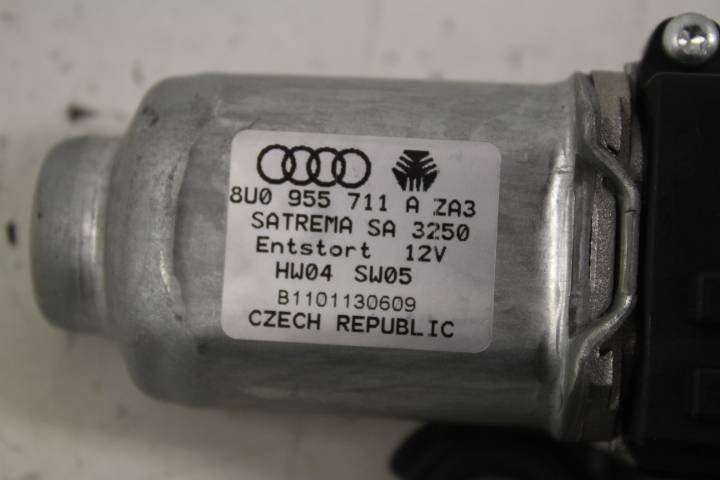 8U0 955 711 A ZA3
SATREMA SA 3250
Entstort 12V
HW04 SW05
B1101130609
CZECH REPUBLIC